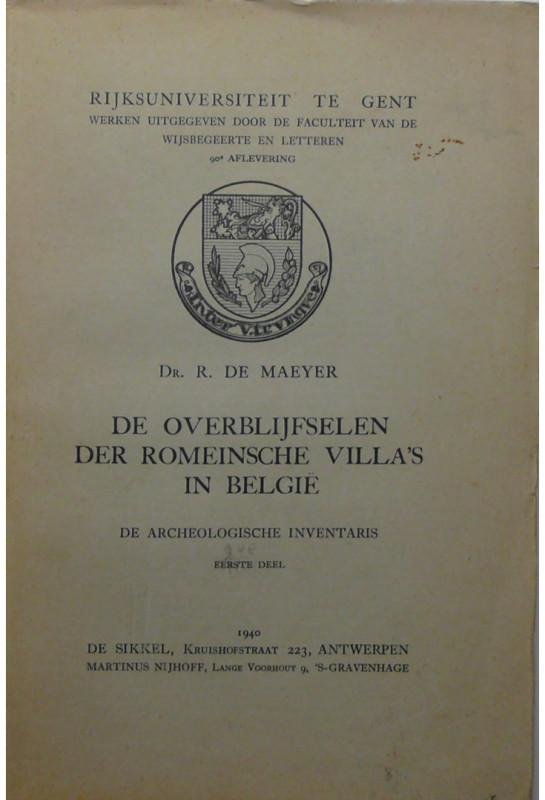 RIJKSUNIVERSITEIT TE GENT
WERKEN UITGEGEVEN DOOR DE FACULTEIT VAN DE
WIJSBEGEERTE EN LETTEREN
90e AFLEVERING
Inter Utrumque
DR. R. DE MAEYER
DE OVERBLIJFSELEN
DER ROMEINSCHE VILLA'S
IN BELGIË
DE ARCHEOLOGISCHE INVENTARIS
EERSTE DEEL
1940
DE SIKKEL, KRUISHOFSTRAAT 223, ANTWERPEN
MARTINUS NIJHOFF, LANGE VOORHOUT 9, 'S-GRAVENHAGE